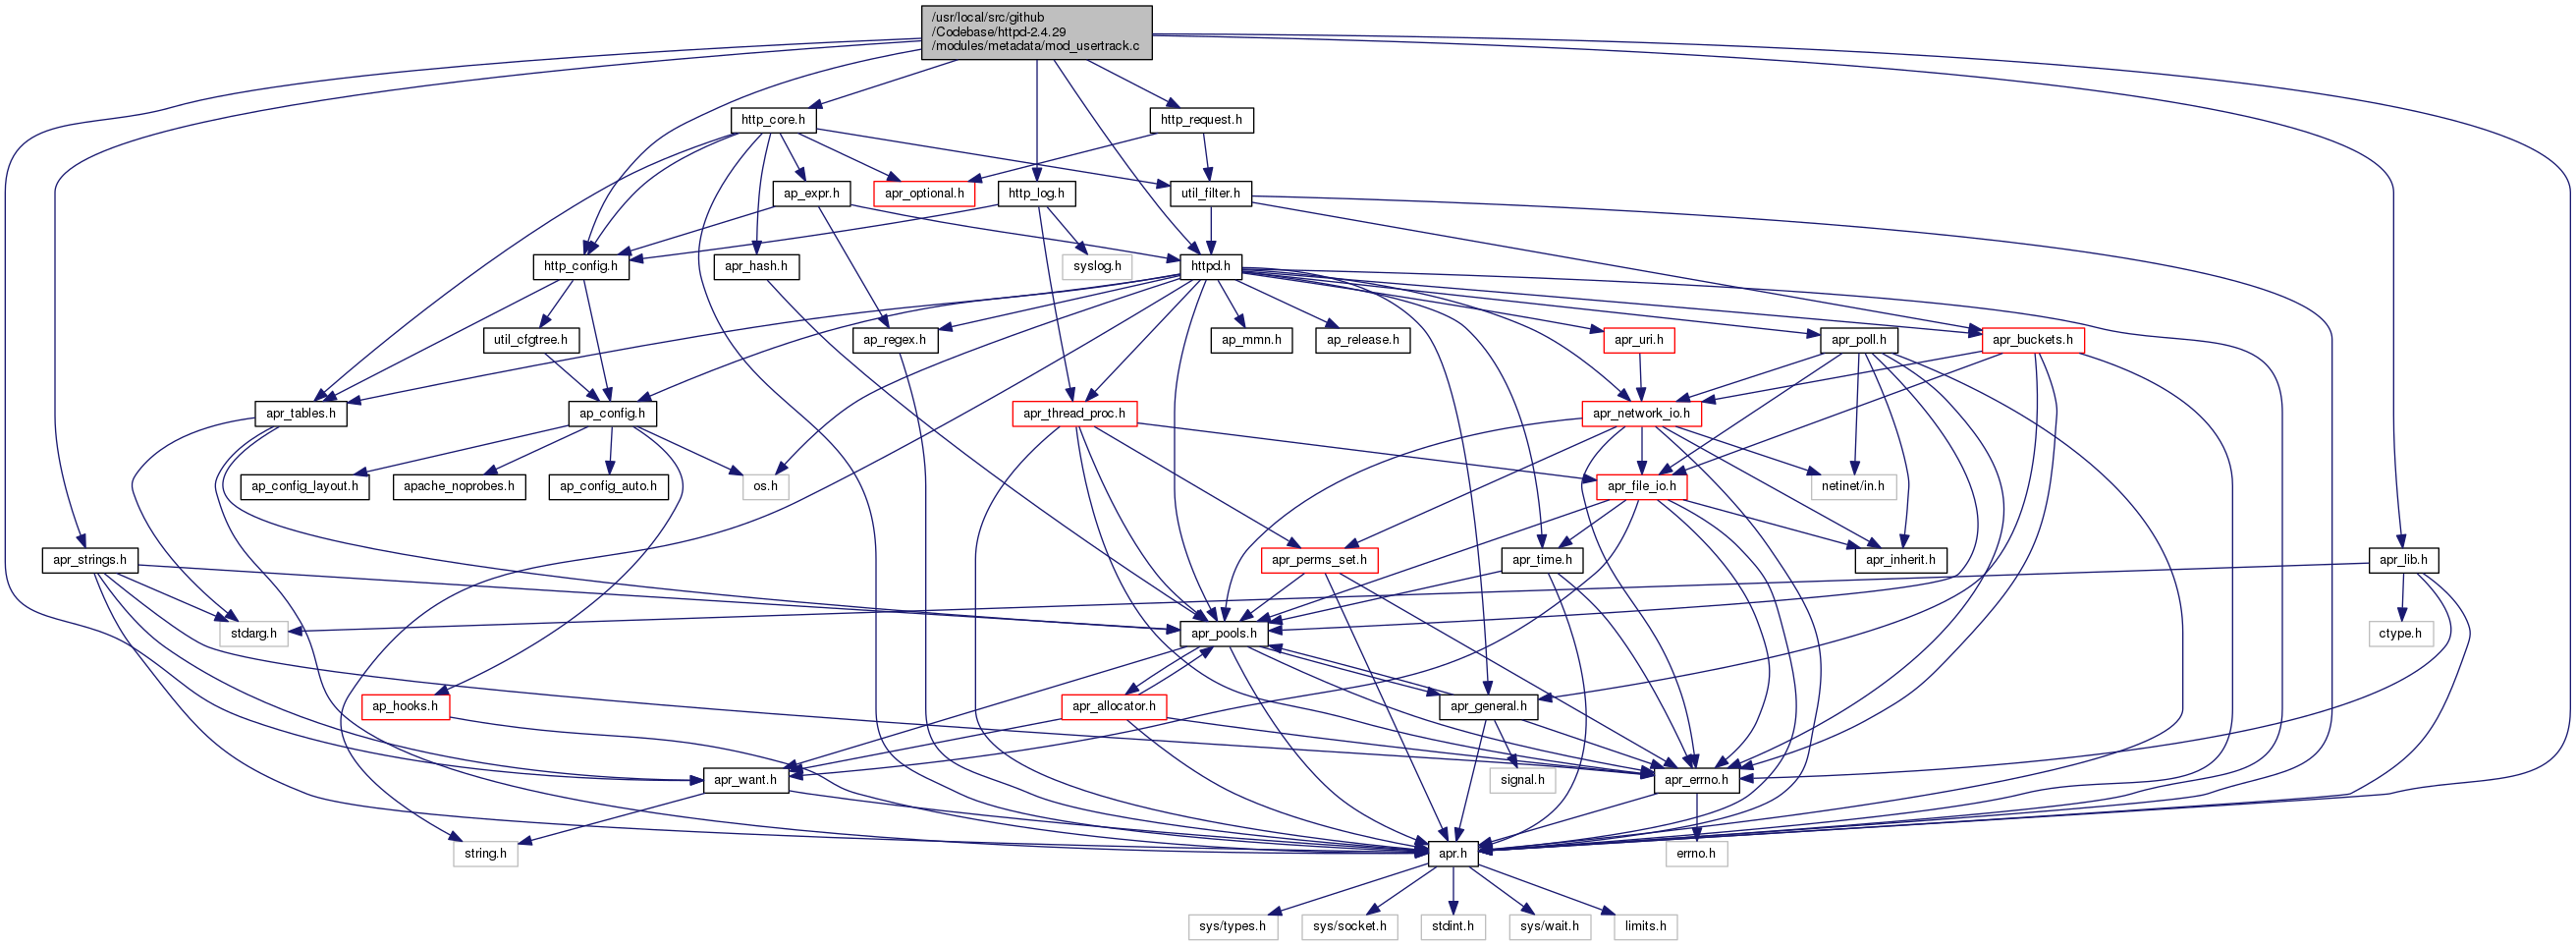 /usr/local/src/github
/Codebase/httpd-2.4.29
/modules/metadata/mod_usertrack.c
http_core.h
http_request.h
ap_expr.h
apr_optional.h
http_log.h
util_filter.h
http_config.h
apr_hash.h
syslog.h
httpd.h
util_cfgtree.h
ap_regex.h
ap_mmn.h
ap_release.h
apr_uri.h
apr_poll.h
apr_buckets.h
apr_tables.h
ap_config.h
apr_thread_proc.h
apr_network_io.h
ap_config_layout.h
apache_noprobes.h
ap_config_auto.h
os.h
apr_file_io.h
netinet/in.h
apr_strings.h
apr_perms_set.h
apr_time.h
apr_inherit.h
apr_lib.h
stdarg.h
apr_pools.h
ctype.h
ap_hooks.h
apr_allocator.h
apr_general.h
apr_want.h
signal.h
apr_errno.h
string.h
apr.h
errno.h
sys/types.h
sys/socket.h
stdint.h
sys/wait.h
limits.h